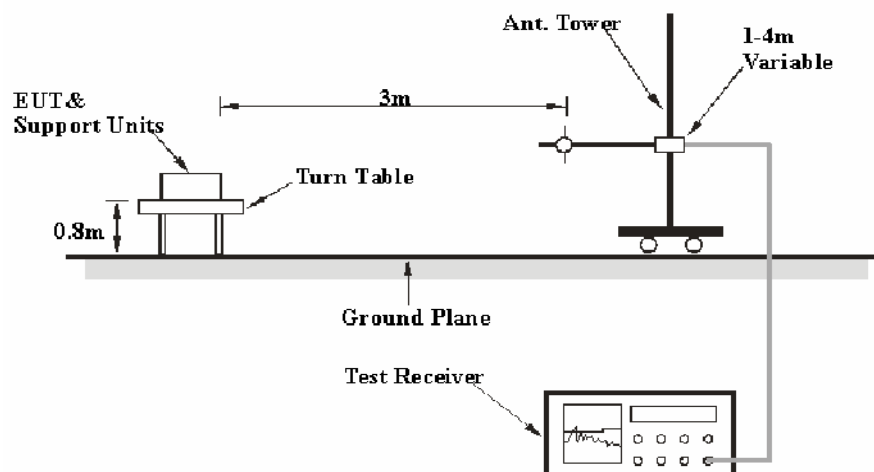 Ant. Tower
1-4m
Variable
3m
EUT&
Support Units
Turn Table
0.8m
Ground Plane
Test Receiver